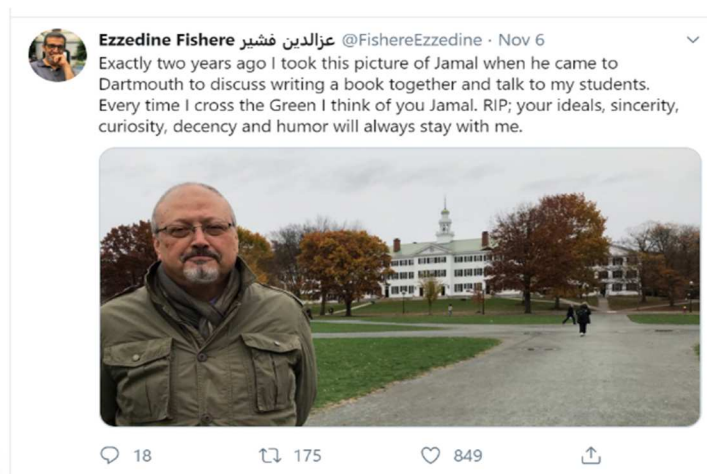 Ezzedine Fishere عزالدين فشير @FishereEzzedine · Nov 6
Exactly two years ago I took this picture of Jamal when he came to
Dartmouth to discuss writing a book together and talk to my students.
Every time I cross the Green I think of you Jamal. RIP; your ideals, sincerity,
curiosity, decency and humor will always stay with me.
18 175 849